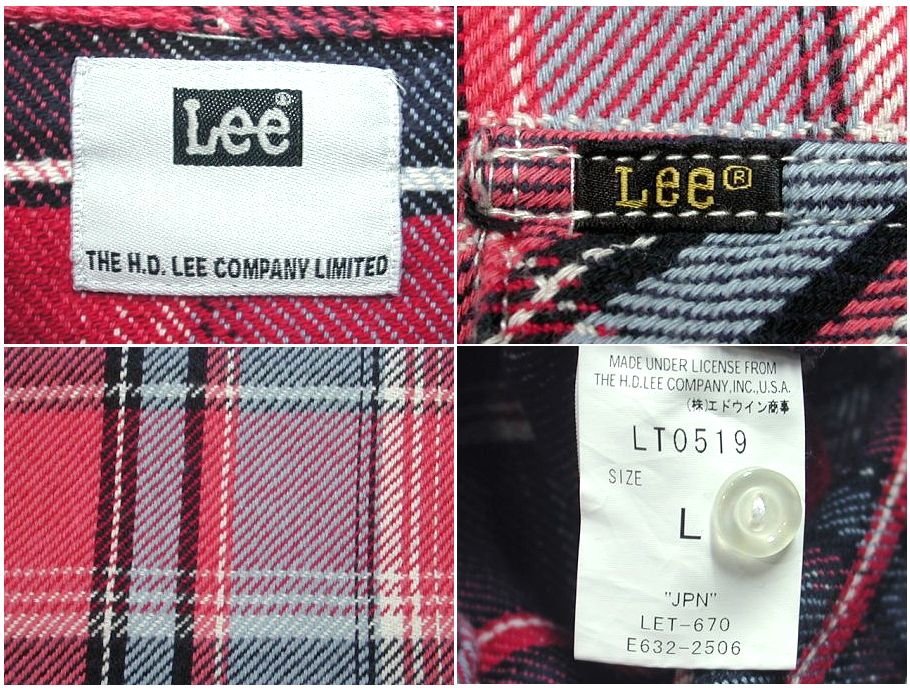 Lee®
THE H.D. LEE COMPANY LIMITED
Lee®
MADE UNDER LICENSE FROM
THE H.D.LEE COMPANY,INC.,U.S.A.
(株)エドウイン商事
LT0519
SIZE
L
"JPN"
LET-670
E632-2506